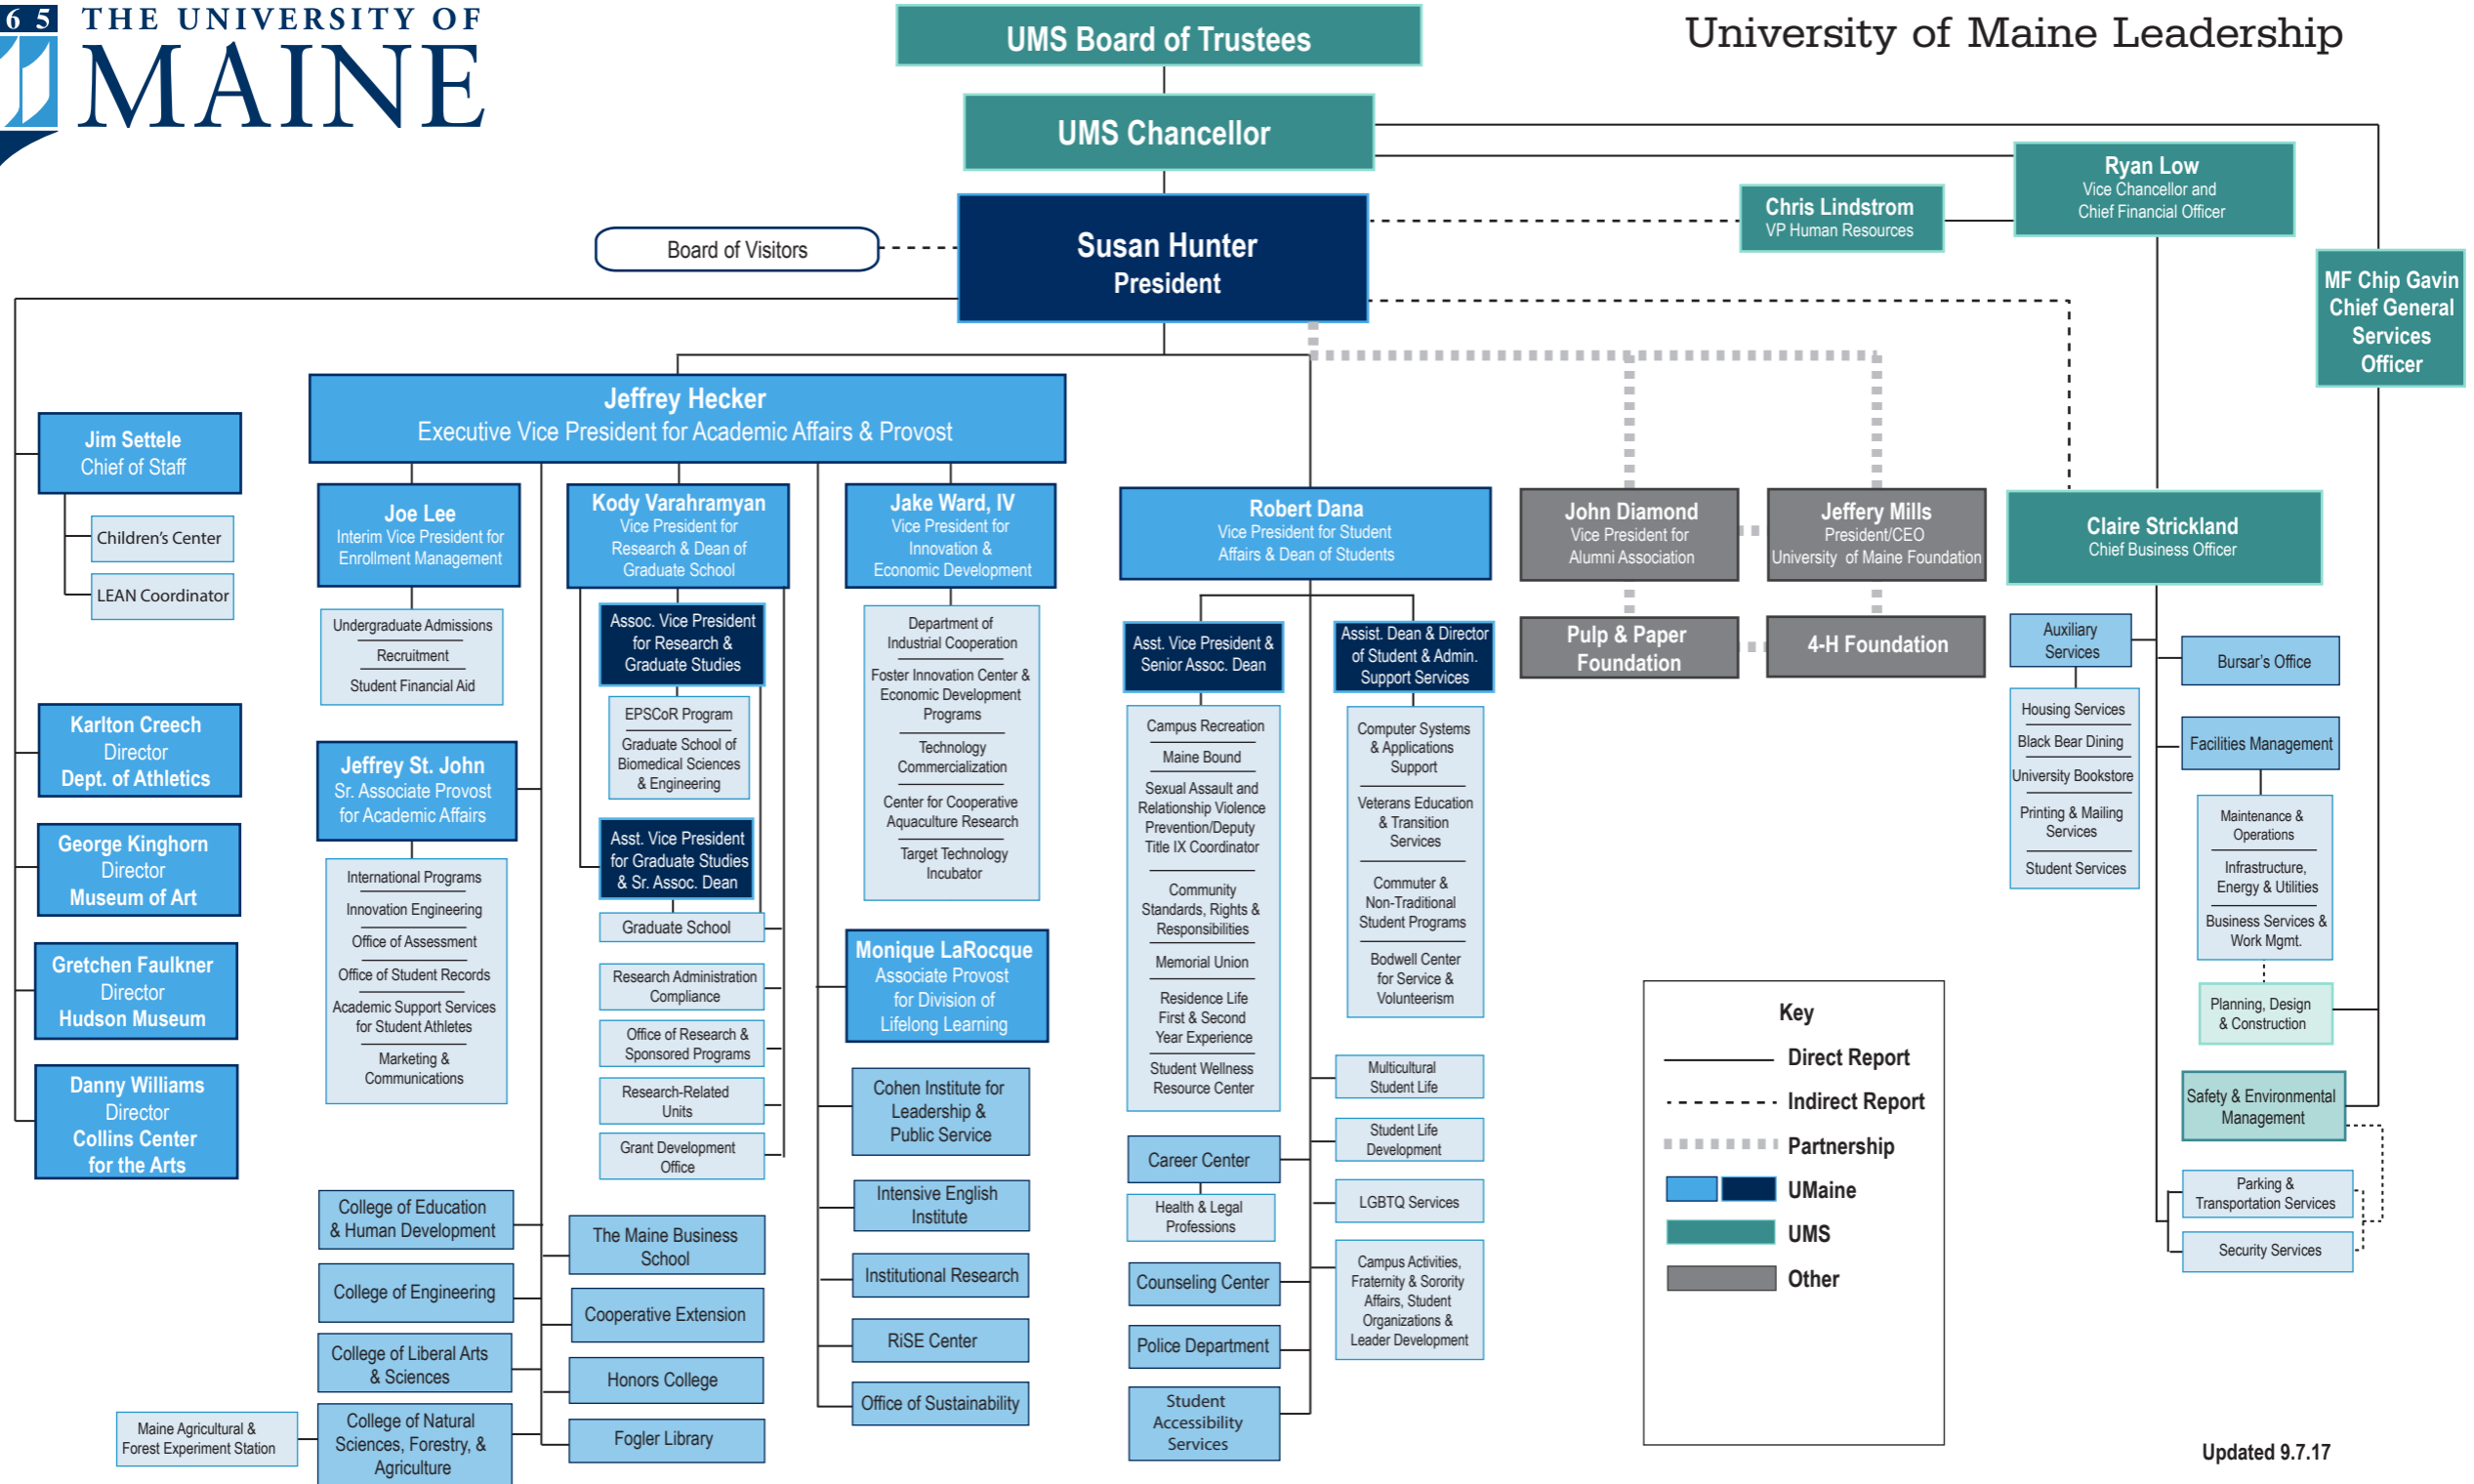 6 5
THE UNIVERSITY OF
MAINE
University of Maine Leadership
UMS Board of Trustees
UMS Chancellor
Susan Hunter
President
Board of Visitors
Chris Lindstrom
VP Human Resources
Ryan Low
Vice Chancellor and
Chief Financial Officer
MF Chip Gavin
Chief General
Services
Officer
Jeffrey Hecker
Executive Vice President for Academic Affairs & Provost
Jim Settele
Chief of Staff
Children's Center
LEAN Coordinator
Karlton Creech
Director
Dept. of Athletics
George Kinghorn
Director
Museum of Art
Gretchen Faulkner
Director
Hudson Museum
Danny Williams
Director
Collins Center
for the Arts
Joe Lee
Interim Vice President for
Enrollment Management
Undergraduate Admissions
Recruitment
Student Financial Aid
Jeffrey St. John
Sr. Associate Provost
for Academic Affairs
International Programs
Innovation Engineering
Office of Assessment
Office of Student Records
Academic Support Services
for Student Athletes
Marketing &
Communications
College of Education
& Human Development
College of Engineering
College of Liberal Arts
& Sciences
College of Natural
Sciences, Forestry, &
Agriculture
Maine Agricultural &
Forest Experiment Station
Kody Varahramyan
Vice President for
Research & Dean of
Graduate School
Assoc. Vice President
for Research &
Graduate Studies
EPSCoR Program
Graduate School of
Biomedical Sciences
& Engineering
Asst. Vice President
for Graduate Studies
& Sr. Assoc. Dean
Graduate School
Research Administration
Compliance
Office of Research &
Sponsored Programs
Research-Related
Units
Grant Development
Office
The Maine Business
School
Cooperative Extension
Honors College
Fogler Library
Jake Ward, IV
Vice President for
Innovation &
Economic Development
Department of
Industrial Cooperation
Foster Innovation Center &
Economic Development
Programs
Technology
Commercialization
Center for Cooperative
Aquaculture Research
Target Technology
Incubator
Monique LaRocque
Associate Provost
for Division of
Lifelong Learning
Cohen Institute for
Leadership &
Public Service
Intensive English
Institute
Institutional Research
RiSE Center
Office of Sustainability
Robert Dana
Vice President for Student
Affairs & Dean of Students
Asst. Vice President &
Senior Assoc. Dean
Campus Recreation
Maine Bound
Sexual Assault and
Relationship Violence
Prevention/Deputy
Title IX Coordinator
Community
Standards, Rights &
Responsibilities
Memorial Union
Residence Life
First & Second
Year Experience
Student Wellness
Resource Center
Career Center
Health & Legal
Professions
Counseling Center
Police Department
Student
Accessibility
Services
Assist. Dean & Director
of Student & Admin.
Support Services
Computer Systems
& Applications
Support
Veterans Education
& Transition
Services
Commuter &
Non-Traditional
Student Programs
Bodwell Center
for Service &
Volunteerism
Multicultural
Student Life
Student Life
Development
LGBTQ Services
Campus Activities,
Fraternity & Sorority
Affairs, Student
Organizations &
Leader Development
John Diamond
Vice President for
Alumni Association
Jeffery Mills
President/CEO
University of Maine Foundation
Pulp & Paper
Foundation
4-H Foundation
Claire Strickland
Chief Business Officer
Auxiliary
Services
Housing Services
Black Bear Dining
University Bookstore
Printing & Mailing
Services
Student Services
Bursar's Office
Facilities Management
Maintenance &
Operations
Infrastructure,
Energy & Utilities
Business Services &
Work Mgmt.
Planning, Design
& Construction
Safety & Environmental
Management
Parking &
Transportation Services
Security Services
Key
Direct Report
Indirect Report
Partnership
UMaine
UMS
Other
Updated 9.7.17